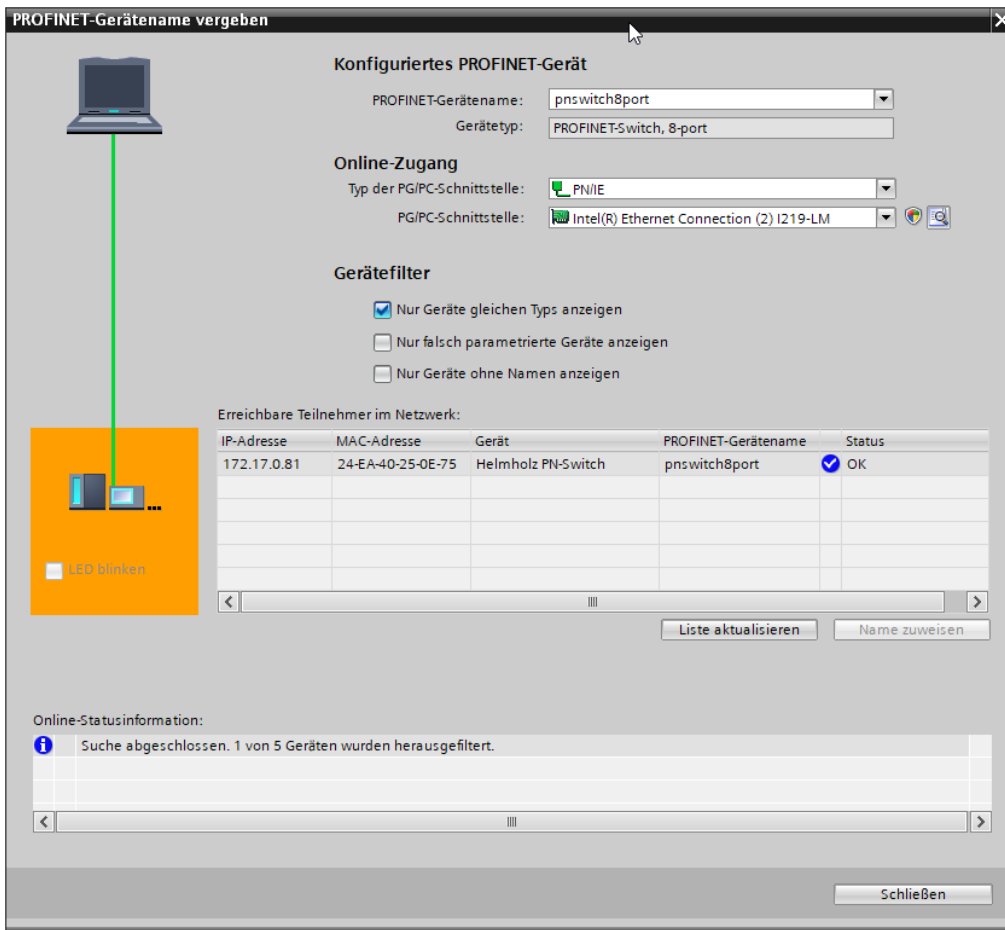 PROFINET-Gerätename vergeben
Konfiguriertes PROFINET-Gerät
PROFINET-Gerätename: pnswitch8port
Gerätetyp: PROFINET-Switch, 8-port
Online-Zugang
Typ der PG/PC-Schnittstelle: PN/IE
PG/PC-Schnittstelle: Intel(R) Ethernet Connection (2) I219-LM
Gerätefilter
Nur Geräte gleichen Typs anzeigen
Nur falsch parametrierte Geräte anzeigen
Nur Geräte ohne Namen anzeigen
Erreichbare Teilnehmer im Netzwerk:
IP-Adresse MAC-Adresse Gerät PROFINET-Gerätename Status
172.17.0.81 24-EA-40-25-0E-75 Helmholz PN-Switch pnswitch8port OK
LED blinken
Liste aktualisieren Name zuweisen
Online-Statusinformation:
Suche abgeschlossen. 1 von 5 Geräten wurden herausgefiltert.
Schließen